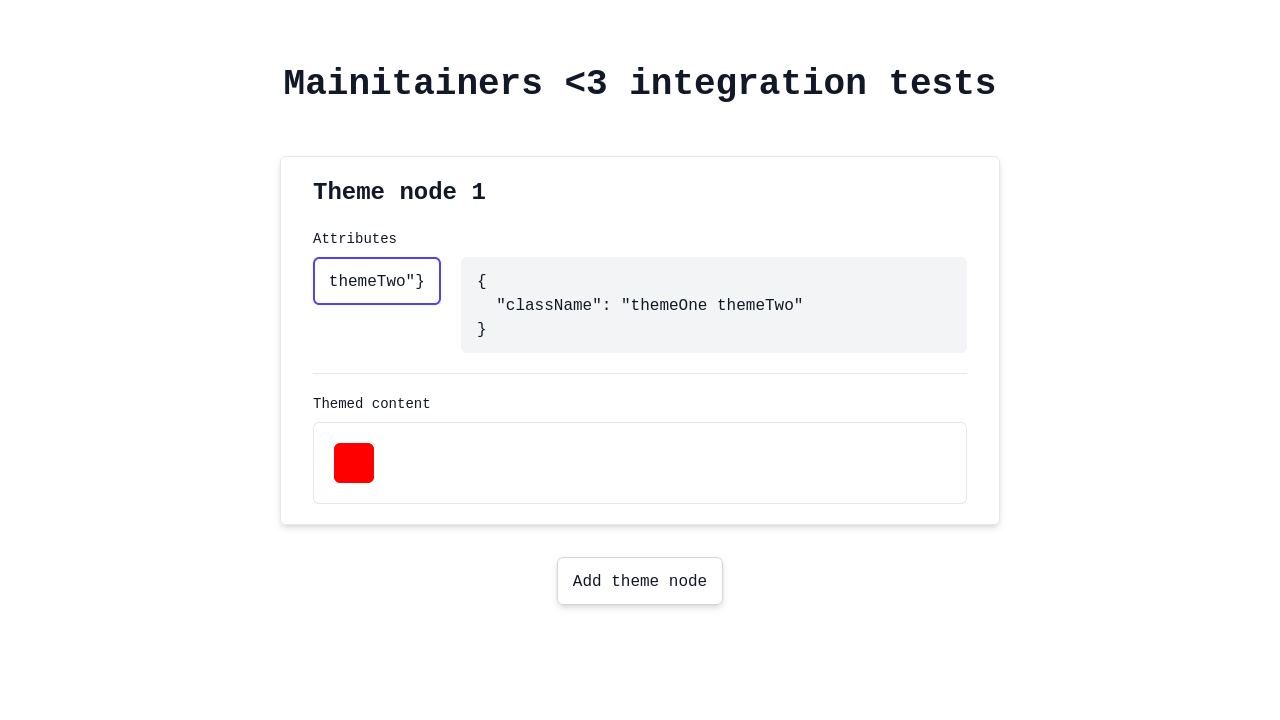 Mainitainers <3 integration tests
Theme node 1
Attributes
themeTwo"}
{
  "className": "themeOne themeTwo"
}
Themed content
Add theme node